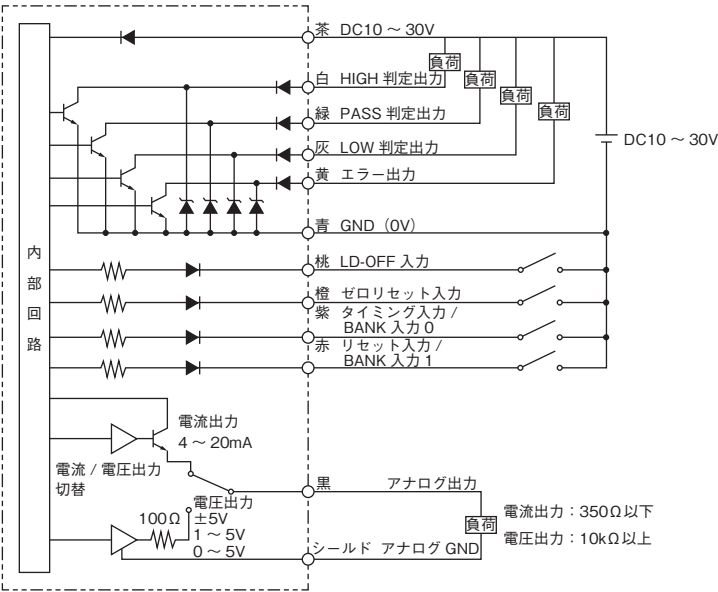 茶 DC10 ～ 30V
負荷
白 HIGH 判定出力
負荷
負荷
緑 PASS 判定出力
負荷
灰 LOW 判定出力
DC10 ～ 30V
黄 エラー出力
青 GND（0V）
内部回路
桃 LD-OFF 入力
橙 ゼロリセット入力
紫 タイミング入力 /
BANK 入力 0
赤 リセット入力 /
BANK 入力 1
電流出力
4 ～ 20mA
電流 / 電圧出力
切替
黒 アナログ出力
電圧出力
±5V
1 ～ 5V
0 ～ 5V
100Ω
負荷
電流出力：350Ω以下
電圧出力：10kΩ以上
シールド アナログ GND